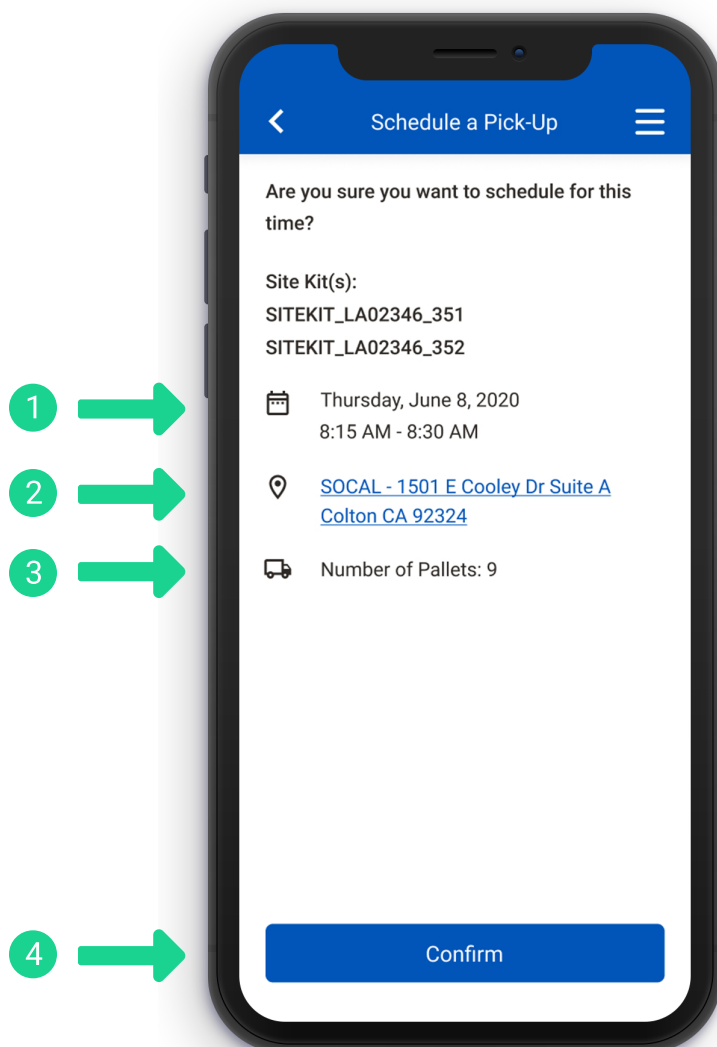 Schedule a Pick-Up
Are you sure you want to schedule for this
time?
Site Kit(s):
SITEKIT_LA02346_351
SITEKIT_LA02346_352
1
Thursday, June 8, 2020
8:15 AM - 8:30 AM
2
SOCAL - 1501 E Cooley Dr Suite A
Colton CA 92324
3
Number of Pallets: 9
4
Confirm